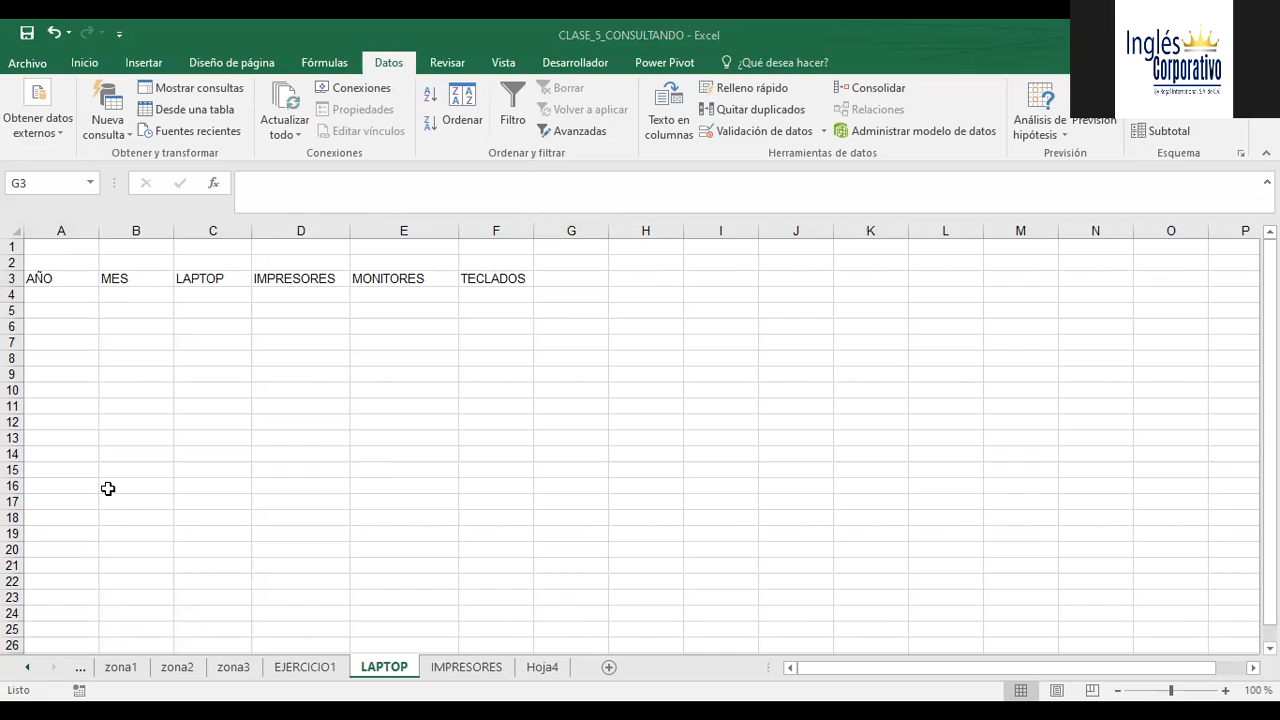 CLASE_5_CONSULTANDO - Excel
Inglés
Corporativo
Archivo Inicio Insertar Diseño de página Fórmulas Datos Revisar Vista Desarrollador Power Pivot ¿Qué desea hacer?
Obtener datos
externos
Obtener y transformar
Nueva
consulta
Mostrar consultas
Desde una tabla
Fuentes recientes
Actualizar
todo
Conexiones
Propiedades
Editar vínculos
Conexiones
Ordenar
Filtro
Borrar
Volver a aplicar
Avanzadas
Ordenar y filtrar
Texto en
columnas
Relleno rápido
Quitar duplicados
Validación de datos
Consolidar
Relaciones
Administrar modelo de datos
Herramientas de datos
Análisis de
hipótesis
Previsión
Previsión
Subtotal
Esquema
G3
fx
A B C D E F G H I J K L M N O P
1
2
3 AÑO MES LAPTOP IMPRESORES MONITORES TECLADOS
4
5
6
7
8
9
10
11
12
13
14
15
16
17
18
19
20
21
22
23
24
25
26
... zona1 zona2 zona3 EJERCICIO1 LAPTOP IMPRESORES Hoja4
Listo
100 %